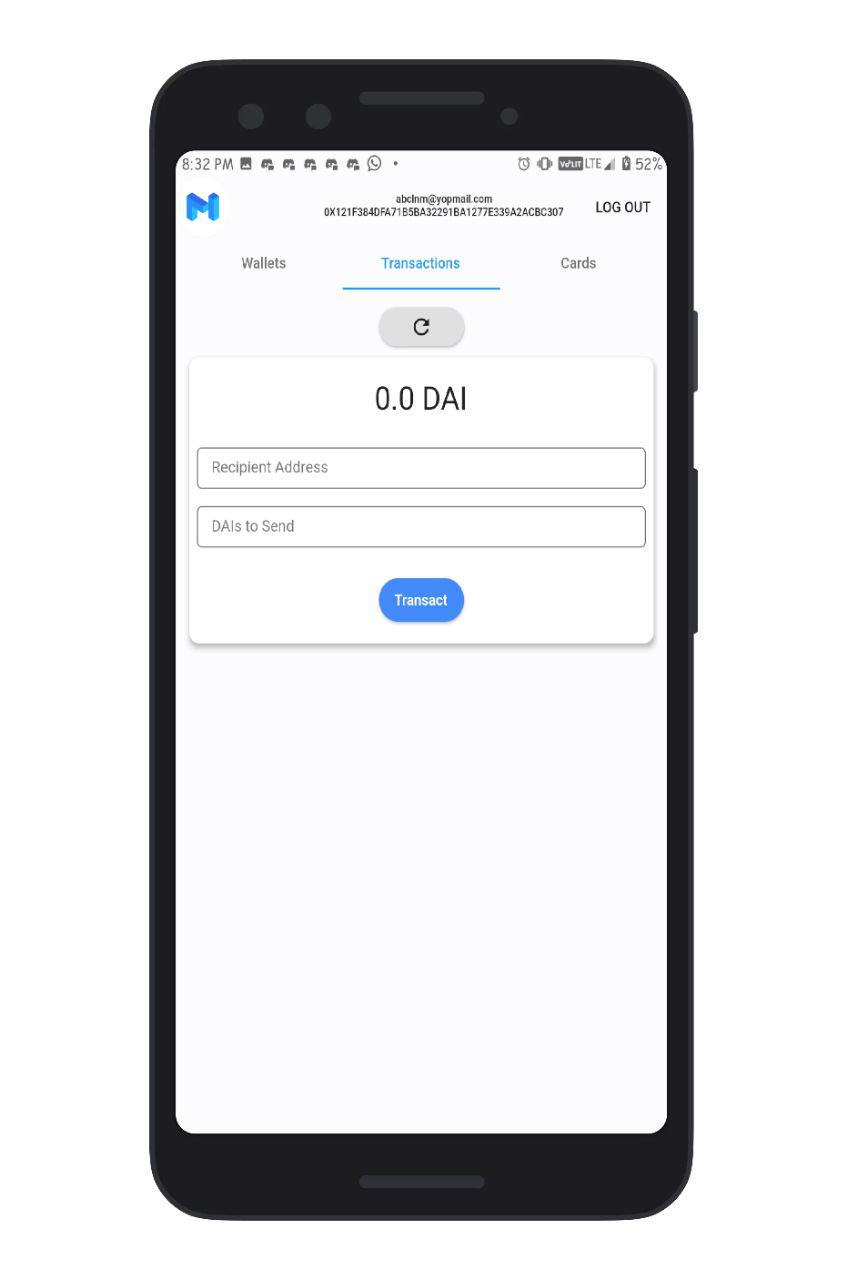 8:32 PM LTE 52%
abclnm@yopmail.com
0X121F384DFA71B5BA32291BA1277E339A2ACBC307
LOG OUT
Wallets Transactions Cards
0.0 DAI
Recipient Address
DAIs to Send
Transact